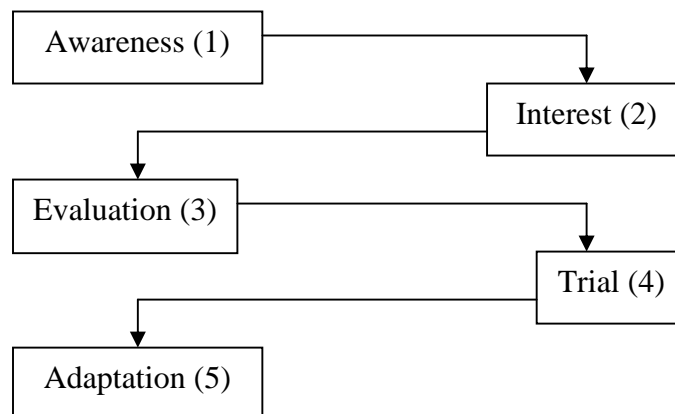 Awareness (1)
Interest (2)
Evaluation (3)
Trial (4)
Adaptation (5)